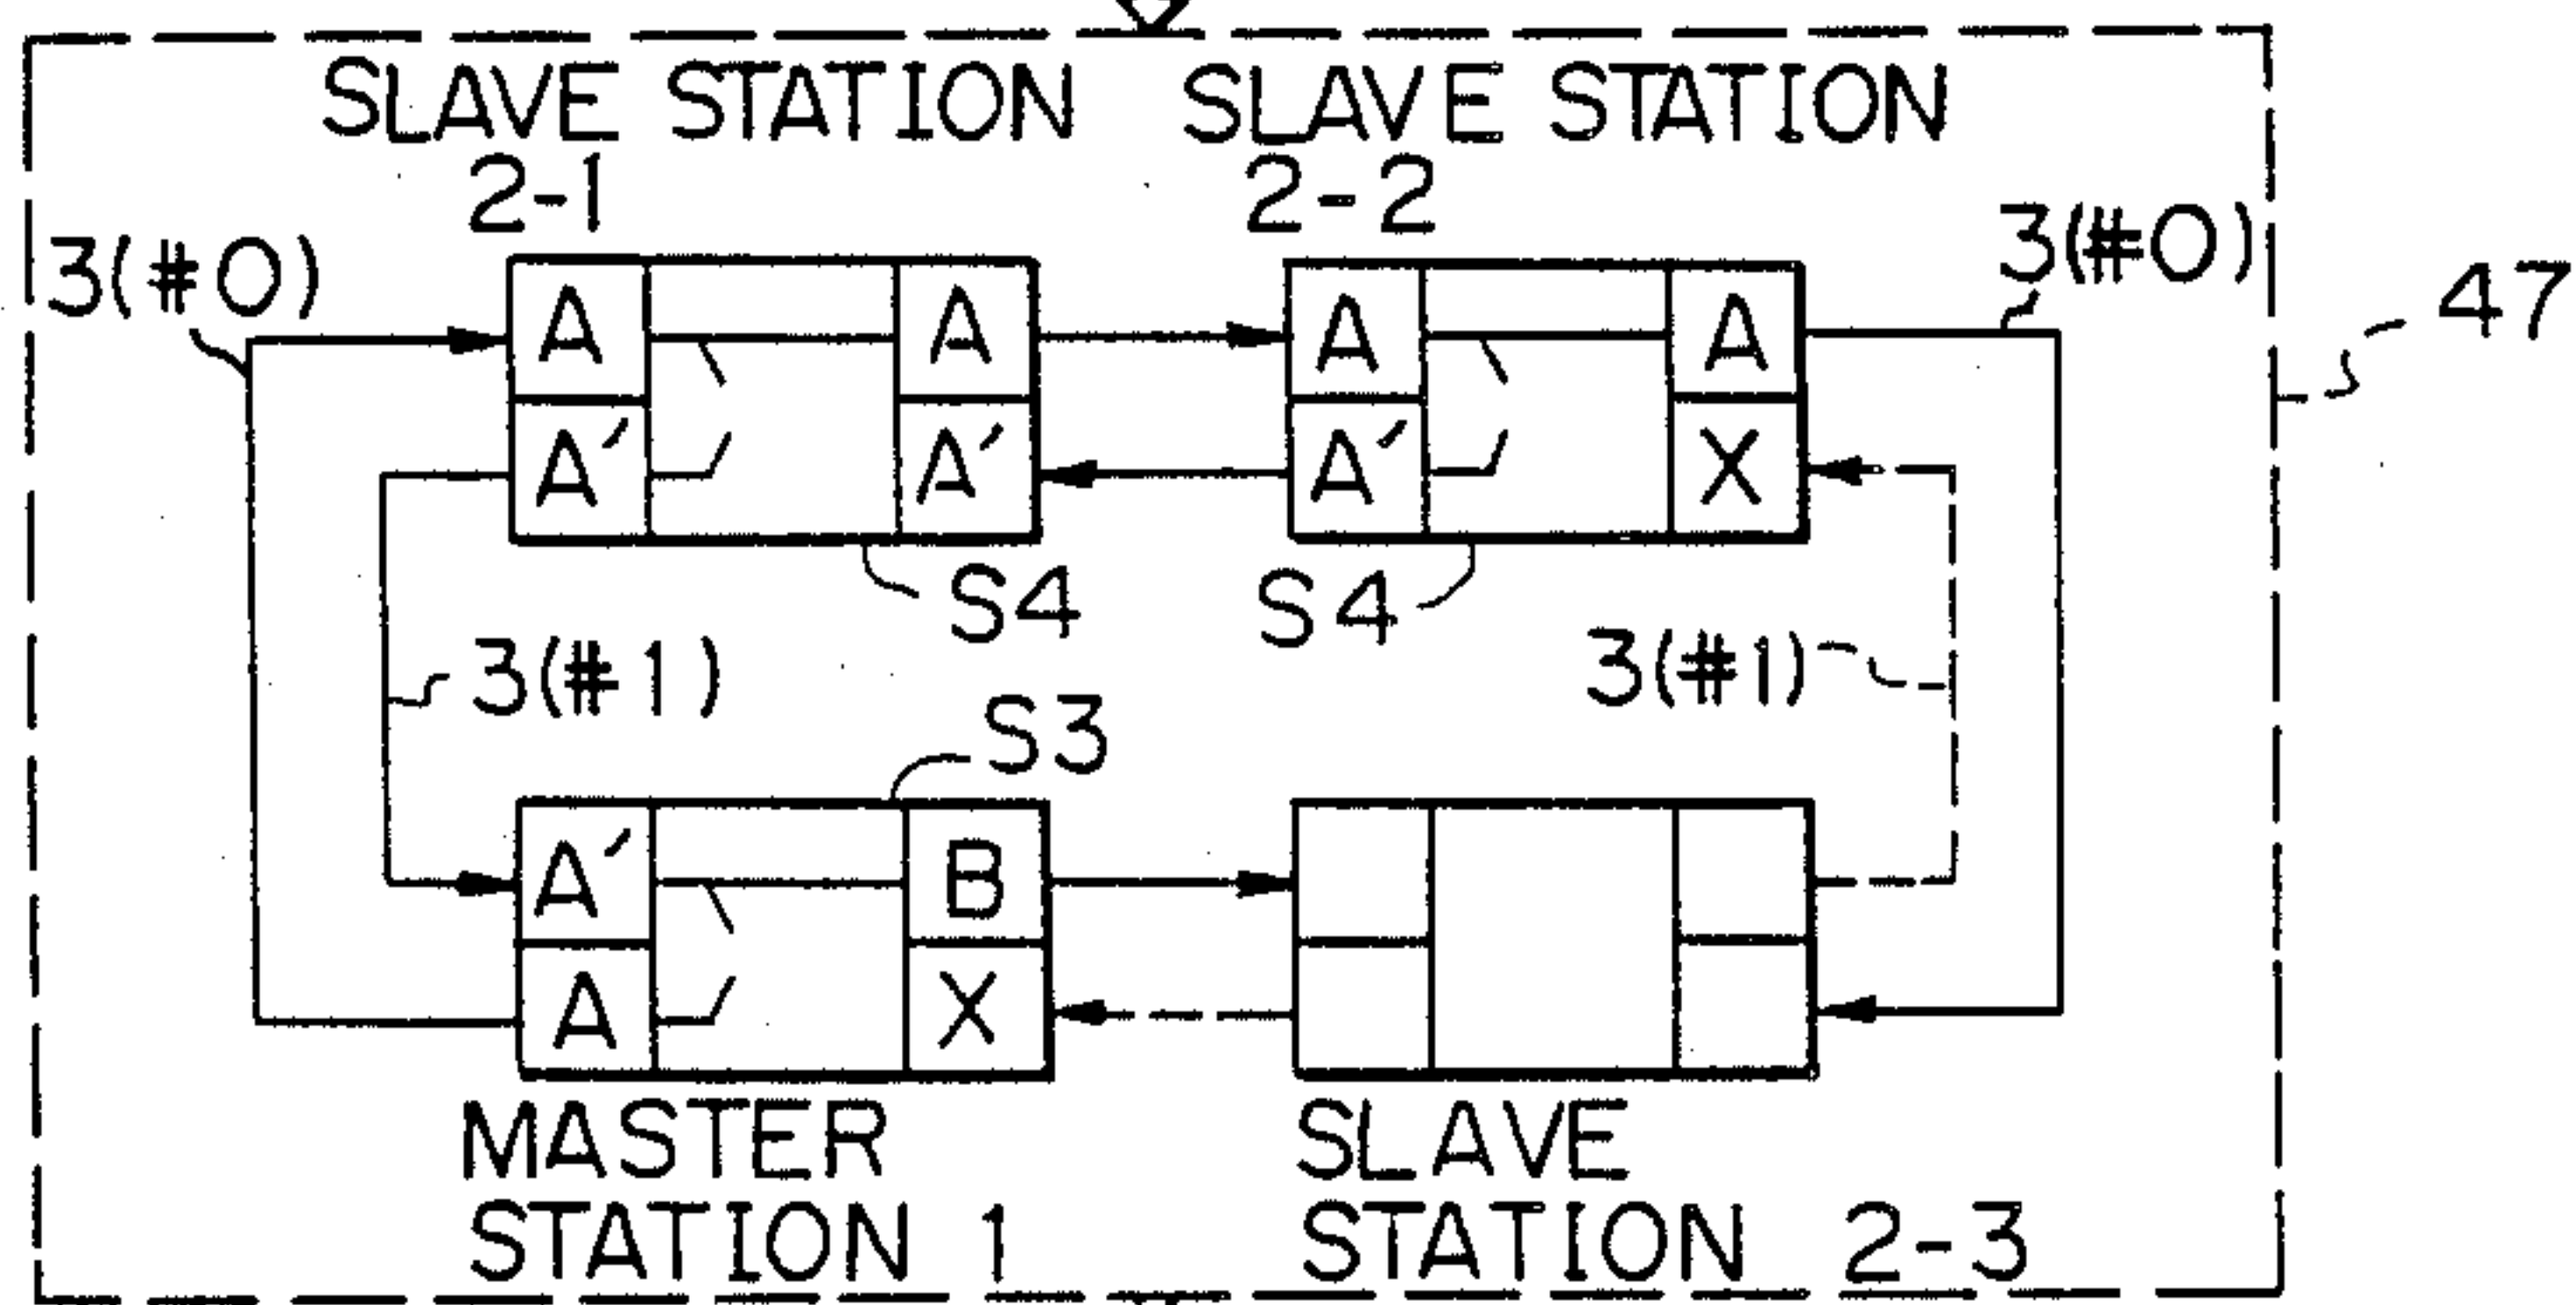 SLAVE STATION SLAVE STATION
2-1 2-2
3(#0) 3(#0)
47
A A A A
A' A' A' X
S4 S4
3(#1) 3(#1)
S3
A' B
A X
MASTER SLAVE
STATION 1 STATION 2-3